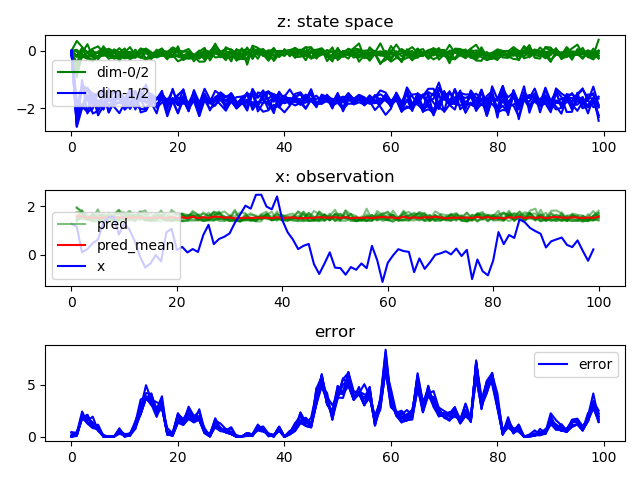 z: state space
0
−2
dim-0/2
dim-1/2
0
20
40
60
80
100
x: observation
2
0
pred
pred_mean
x
0
20
40
60
80
100
error
5
0
error
0
20
40
60
80
100